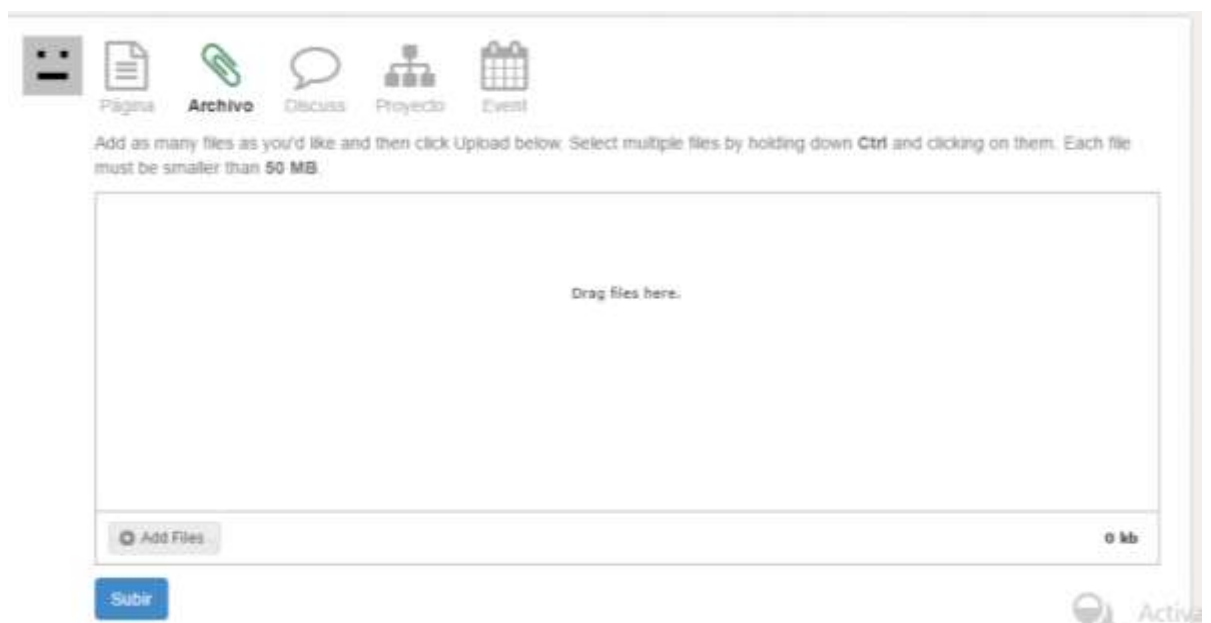 Página Archivo Discuss Proyecto Event
Add as many files as you'd like and then click Upload below. Select multiple files by holding down Ctrl and clicking on them. Each file
must be smaller than 50 MB.
Drag files here.
Add Files 0 kb
Subir
Activa